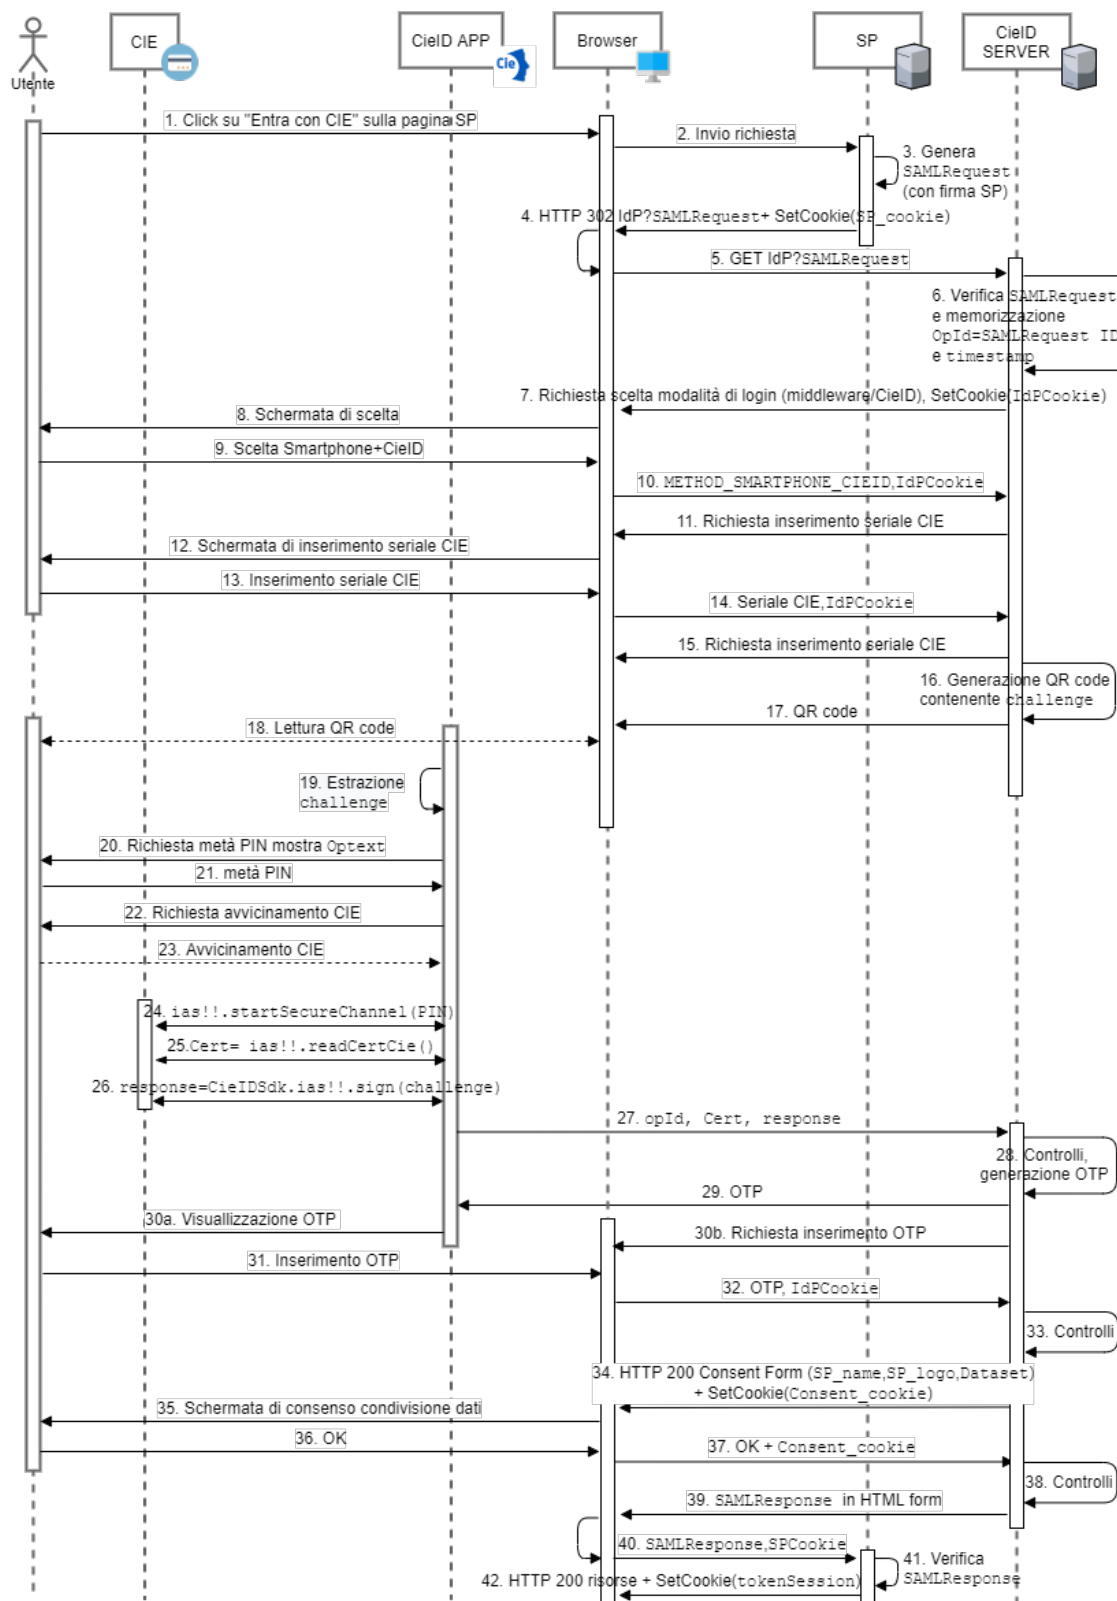 CIE
CieID APP
Cie
Browser
SP
CieID
SERVER
Utente
1. Click su "Entra con CIE" sulla pagina SP
2. Invio richiesta
3. Genera
SAMLRequest
(con firma SP)
4. HTTP 302 IdP?SAMLRequest+ SetCookie(SP_cookie)
5. GET IdP?SAMLRequest
6. Verifica SAMLRequest
e memorizzazione
OpId=SAMLRequest ID
e timestamp
7. Richiesta scelta modalità di login (middleware/CieID), SetCookie(IdPCookie)
8. Schermata di scelta
9. Scelta Smartphone+CieID
10. METHOD_SMARTPHONE_CIEID,IdPCookie
11. Richiesta inserimento seriale CIE
12. Schermata di inserimento seriale CIE
13. Inserimento seriale CIE
14. Seriale CIE,IdPCookie
15. Richiesta inserimento seriale CIE
16. Generazione QR code
contenente challenge
17. QR code
18. Lettura QR code
19. Estrazione
challenge
20. Richiesta metà PIN mostra Optext
21. metà PIN
22. Richiesta avvicinamento CIE
23. Avvicinamento CIE
24. ias!!.startSecureChannel(PIN)
25.Cert= ias!!.readCertCie()
26. response=CieIDSdk.ias!!.sign(challenge)
27. opId, Cert, response
28. Controlli,
generazione OTP
29. OTP
30a. Visuallizzazione OTP
30b. Richiesta inserimento OTP
31. Inserimento OTP
32. OTP, IdPCookie
33. Controlli
34. HTTP 200 Consent Form (SP_name,SP_logo,Dataset)
+ SetCookie(Consent_cookie)
35. Schermata di consenso condivisione dati
36. OK
37. OK + Consent_cookie
38. Controlli
39. SAMLResponse in HTML form
40. SAMLResponse,SPCookie
41. Verifica
SAMLResponse
42. HTTP 200 risorse + SetCookie(tokenSession)